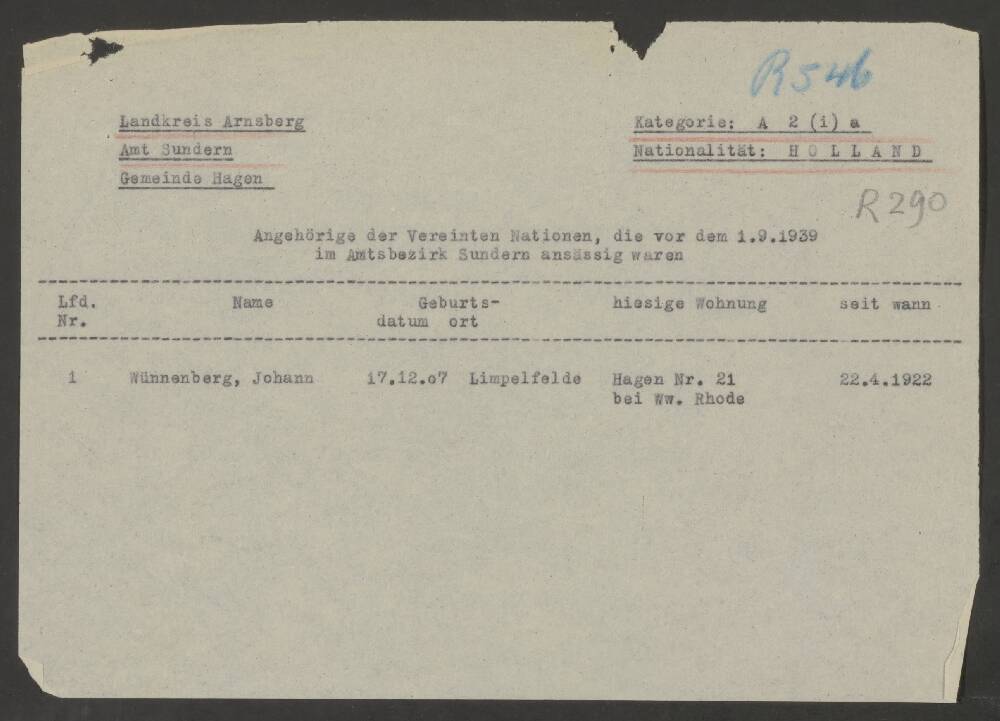 R546
Landkreis Arnsberg
Kategorie: A 2 (i) a
Amt Sundern
Nationalität: H O L L A N D
Gemeinde Hagen
R 290
Angehörige der Vereinten Nationen, die vor dem 1.9.1939
im Amtsbezirk Sundern ansässig waren
Lfd. Name Geburts- hiesige Wohnung seit wann
Nr. datum ort
1 Wünnenberg, Johann 17.12.o7 Limpelfelde Hagen Nr. 21 22.4.1922
bei Ww. Rhode